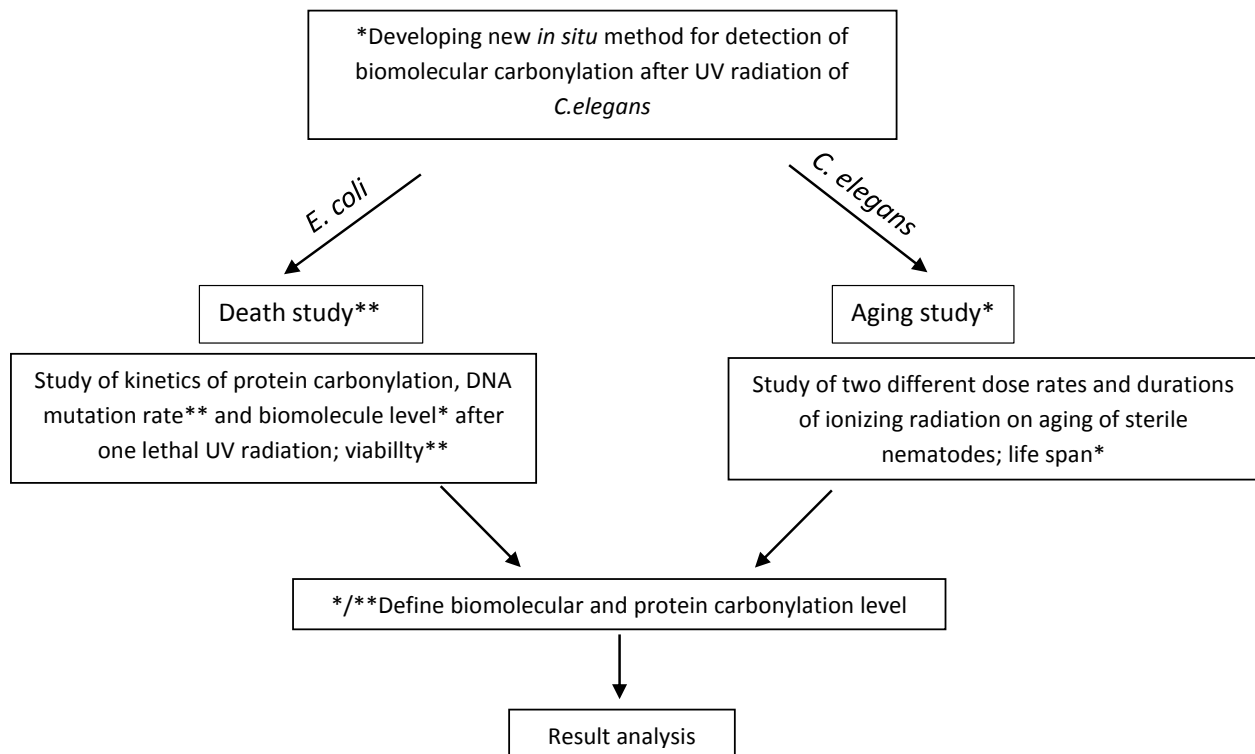 *Developing new in situ method for detection of
biomolecular carbonylation after UV radiation of
C.elegans
E. coli
C. elegans
Death study**
Aging study*
Study of kinetics of protein carbonylation, DNA
mutation rate** and biomolecule level* after
one lethal UV radiation; viabillty**
Study of two different dose rates and durations
of ionizing radiation on aging of sterile
nematodes; life span*
*/**Define biomolecular and protein carbonylation level
Result analysis